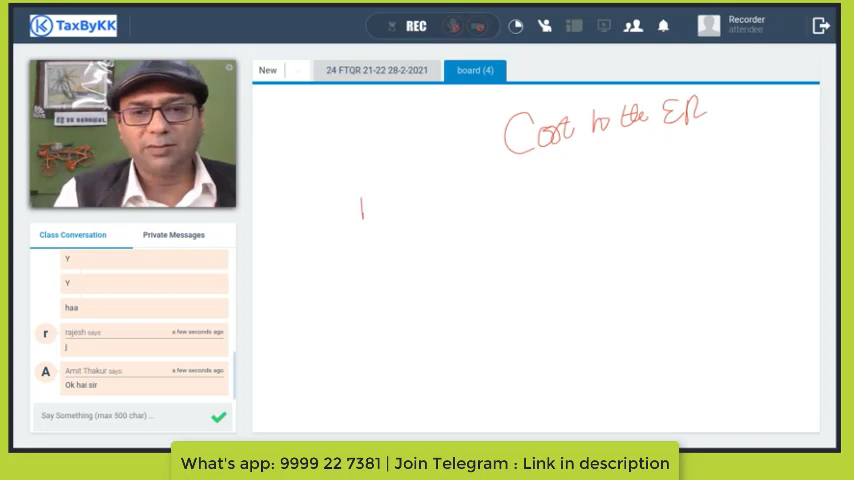 TaxByKK
REC
Recorder
attendee
New
24 FTQR 21-22 28-2-2021
board (4)
Cost to the ER
Class Conversation
Private Messages
Y
Y
haa
r
rajesh says:
a few seconds ago
j
A
Amit Thakur says:
a few seconds ago
Ok hai sir
Say Something (max 500 char) ...
What's app: 9999 22 7381 | Join Telegram : Link in description